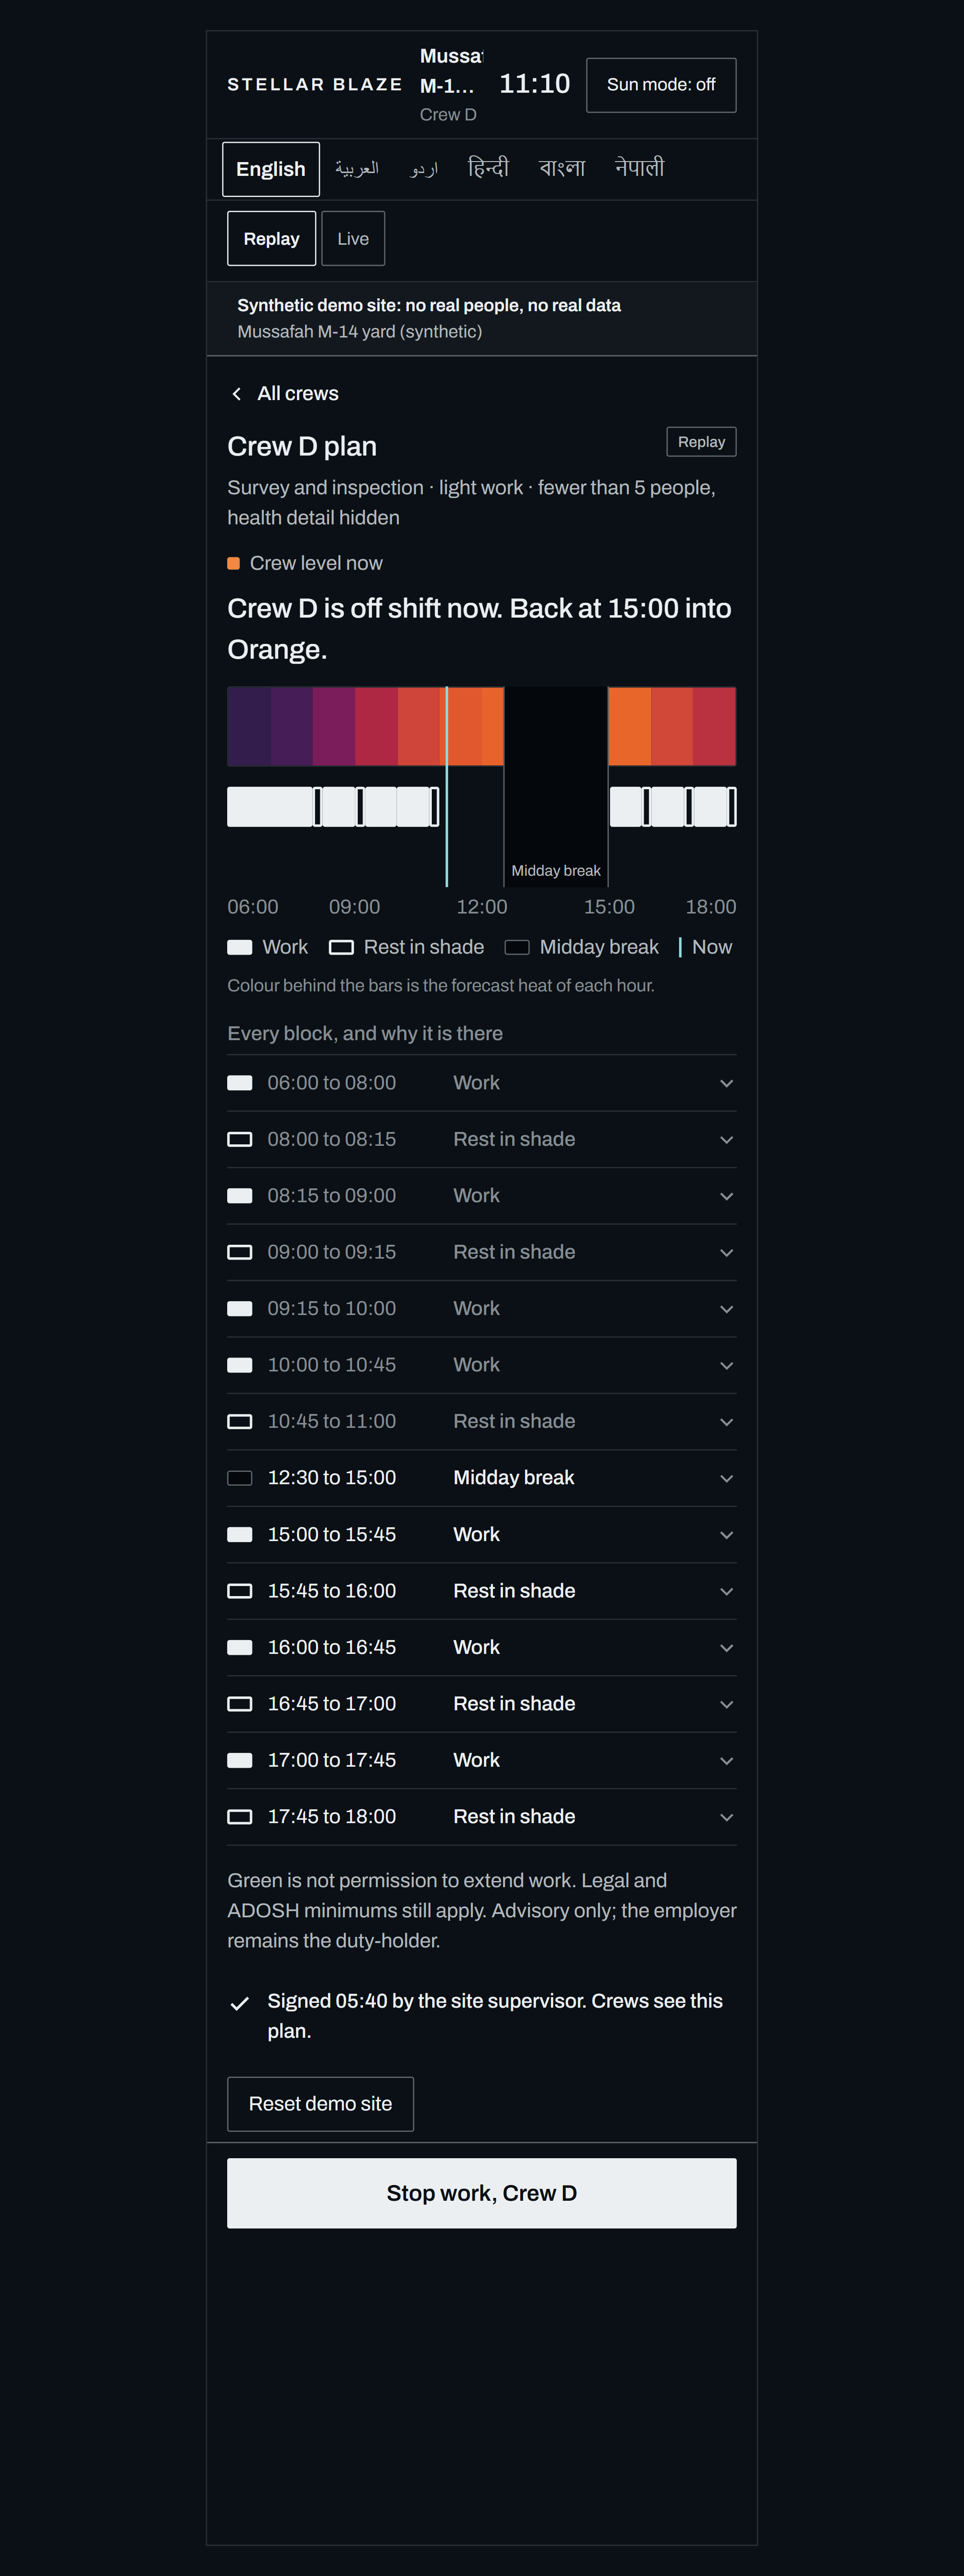 STELLAR BLAZE
Mussaf
M-1...
Crew D
11:10
Sun mode: off
English
العربية
اردو
हिन्दी
বাংলা
नेपाली
Replay
Live
Synthetic demo site: no real people, no real data
Mussafah M-14 yard (synthetic)
All crews
Crew D plan
Replay
Survey and inspection · light work · fewer than 5 people,
health detail hidden
Crew level now
Crew D is off shift now. Back at 15:00 into
Orange.
Midday break
06:00 09:00 12:00 15:00 18:00
Work Rest in shade Midday break Now
Colour behind the bars is the forecast heat of each hour.
Every block, and why it is there
06:00 to 08:00 Work
08:00 to 08:15 Rest in shade
08:15 to 09:00 Work
09:00 to 09:15 Rest in shade
09:15 to 10:00 Work
10:00 to 10:45 Work
10:45 to 11:00 Rest in shade
12:30 to 15:00 Midday break
15:00 to 15:45 Work
15:45 to 16:00 Rest in shade
16:00 to 16:45 Work
16:45 to 17:00 Rest in shade
17:00 to 17:45 Work
17:45 to 18:00 Rest in shade
Green is not permission to extend work. Legal and
ADOSH minimums still apply. Advisory only; the employer
remains the duty-holder.
Signed 05:40 by the site supervisor. Crews see this
plan.
Reset demo site
Stop work, Crew D